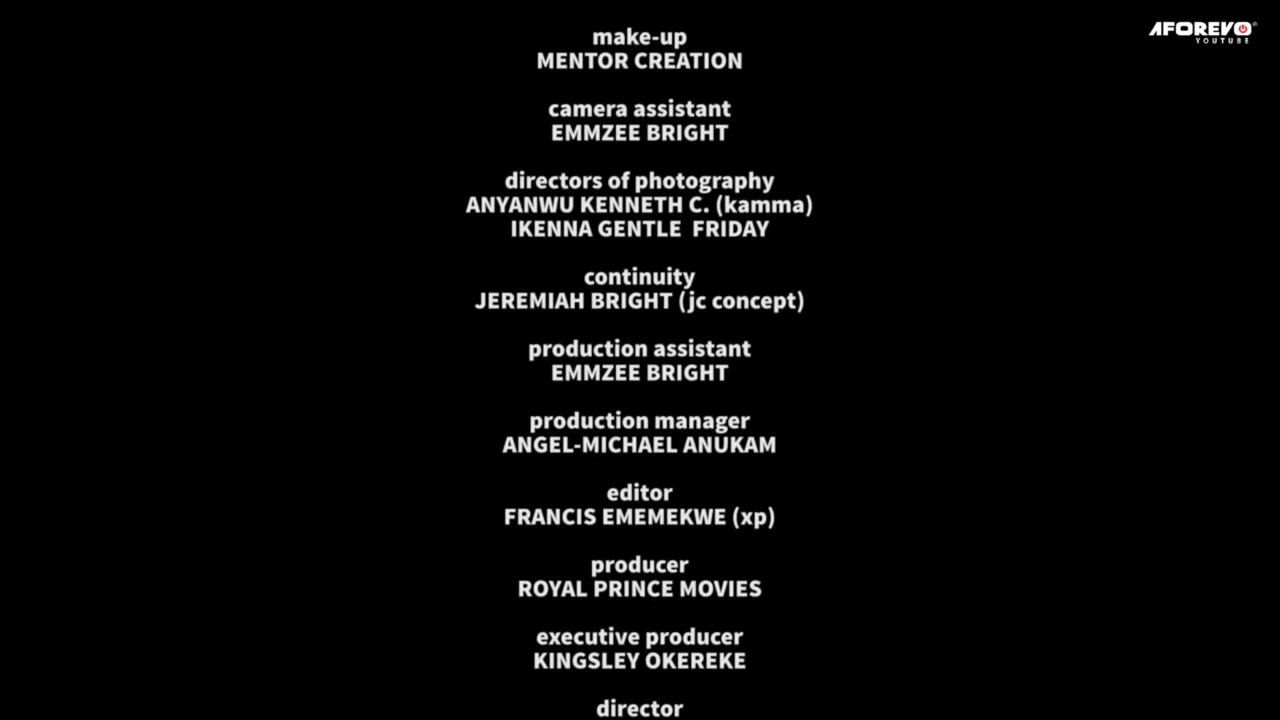 AFOREVO
YOUTUBE
make-up
MENTOR CREATION
camera assistant
EMMZEE BRIGHT
directors of photography
ANYANWU KENNETH C. (kamma)
IKENNA GENTLE  FRIDAY
continuity
JEREMIAH BRIGHT (jc concept)
production assistant
EMMZEE BRIGHT
production manager
ANGEL-MICHAEL ANUKAM
editor
FRANCIS EMEMEKWE (xp)
producer
ROYAL PRINCE MOVIES
executive producer
KINGSLEY OKEREKE
director